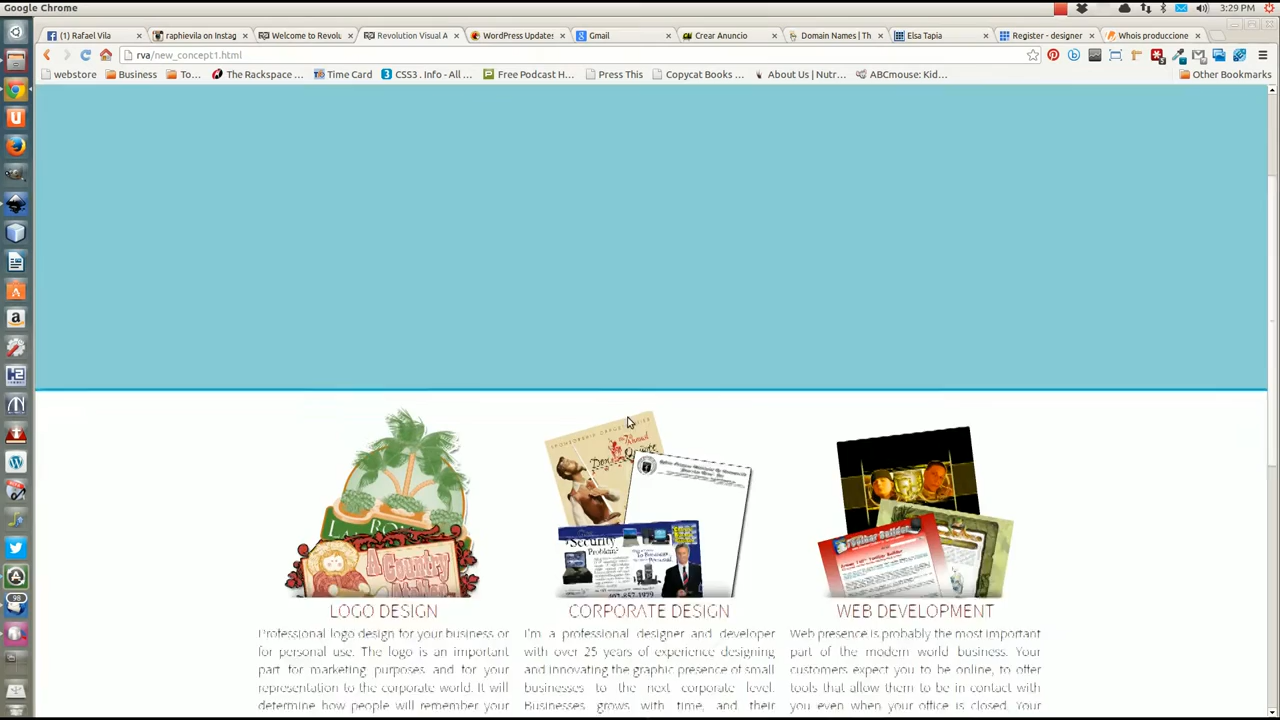 Google Chrome
3:29 PM
(1) Rafael Vila
raphievila on Instag
Welcome to Revolu
Revolution Visual A
WordPress Update
Gmail
Crear Anuncio
Domain Names | Th
Elsa Tapia
Register - designer
Whois produccione
rva/new_concept1.html
webstore
Business
To...
The Rackspace ...
Time Card
CSS3 . Info - All ...
Free Podcast H...
Press This
Copycat Books ...
About Us | Nutr...
ABCmouse: Kid...
Other Bookmarks
98
A Country
Security
Problem?
Toolbar Builder
LOGO DESIGN
CORPORATE DESIGN
WEB DEVELOPMENT
Professional logo design for your business or
for personal use. The logo is an important
part for marketing purposes and for your
representation to the corporate world. It will
determine how people will remember your
I'm a professional designer and developer
with over 25 years of experience designing
and innovating the graphic presence of small
businesses to the next corporate level.
Businesses grows with time and their
Web presence is probably the most important
part of the modern world business. Your
customers expect you to be online, to offer
tools that allow them to be in contact with
you even when your office is closed. Your